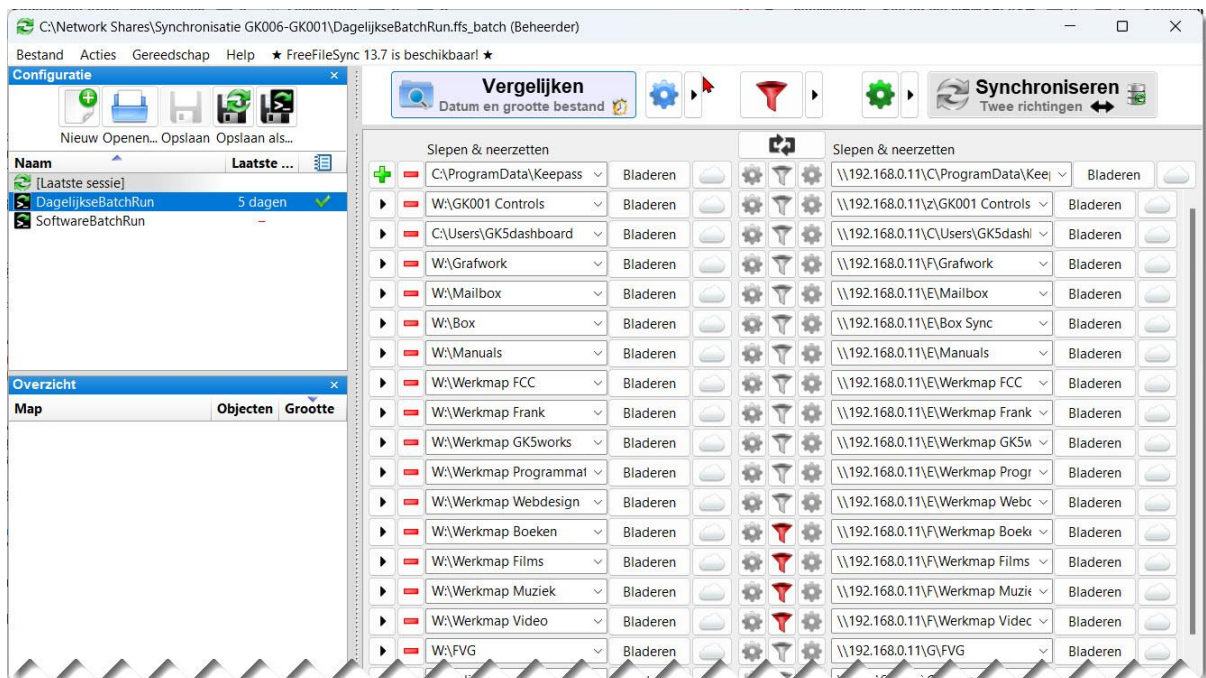 C:\Network Shares\Synchronisatie GK006-GK001\DagelijkseBatchRun.ffs_batch (Beheerder)
Bestand Acties Gereedschap Help ★ FreeFileSync 13.7 is beschikbaar! ★
Configuratie
Nieuw Openen... Opslaan Opslaan als...
Naam Laatste ...
[Laatste sessie]
DagelijkseBatchRun 5 dagen
SoftwareBatchRun –
Overzicht
Map Objecten Grootte
Vergelijken
Datum en grootte bestand
Synchroniseren
Twee richtingen
Slepen & neerzetten Slepen & neerzetten
C:\ProgramData\Keepass Bladeren \\192.168.0.11\C\ProgramData\Kee Bladeren
W:\GK001 Controls Bladeren \\192.168.0.11\z\GK001 Controls Bladeren
C:\Users\GK5dashboard Bladeren \\192.168.0.11\C\Users\GK5dash Bladeren
W:\Grafwork Bladeren \\192.168.0.11\F\Grafwork Bladeren
W:\Mailbox Bladeren \\192.168.0.11\E\Mailbox Bladeren
W:\Box Bladeren \\192.168.0.11\E\Box Sync Bladeren
W:\Manuals Bladeren \\192.168.0.11\E\Manuals Bladeren
W:\Werkmap FCC Bladeren \\192.168.0.11\E\Werkmap FCC Bladeren
W:\Werkmap Frank Bladeren \\192.168.0.11\E\Werkmap Frank Bladeren
W:\Werkmap GK5works Bladeren \\192.168.0.11\E\Werkmap GK5w Bladeren
W:\Werkmap Programmat Bladeren \\192.168.0.11\E\Werkmap Progr Bladeren
W:\Werkmap Webdesign Bladeren \\192.168.0.11\E\Werkmap Webc Bladeren
W:\Werkmap Boeken Bladeren \\192.168.0.11\F\Werkmap Boek Bladeren
W:\Werkmap Films Bladeren \\192.168.0.11\F\Werkmap Films Bladeren
W:\Werkmap Muziek Bladeren \\192.168.0.11\F\Werkmap Muzie Bladeren
W:\Werkmap Video Bladeren \\192.168.0.11\F\Werkmap Videc Bladeren
W:\FVG Bladeren \\192.168.0.11\G\FVG Bladeren